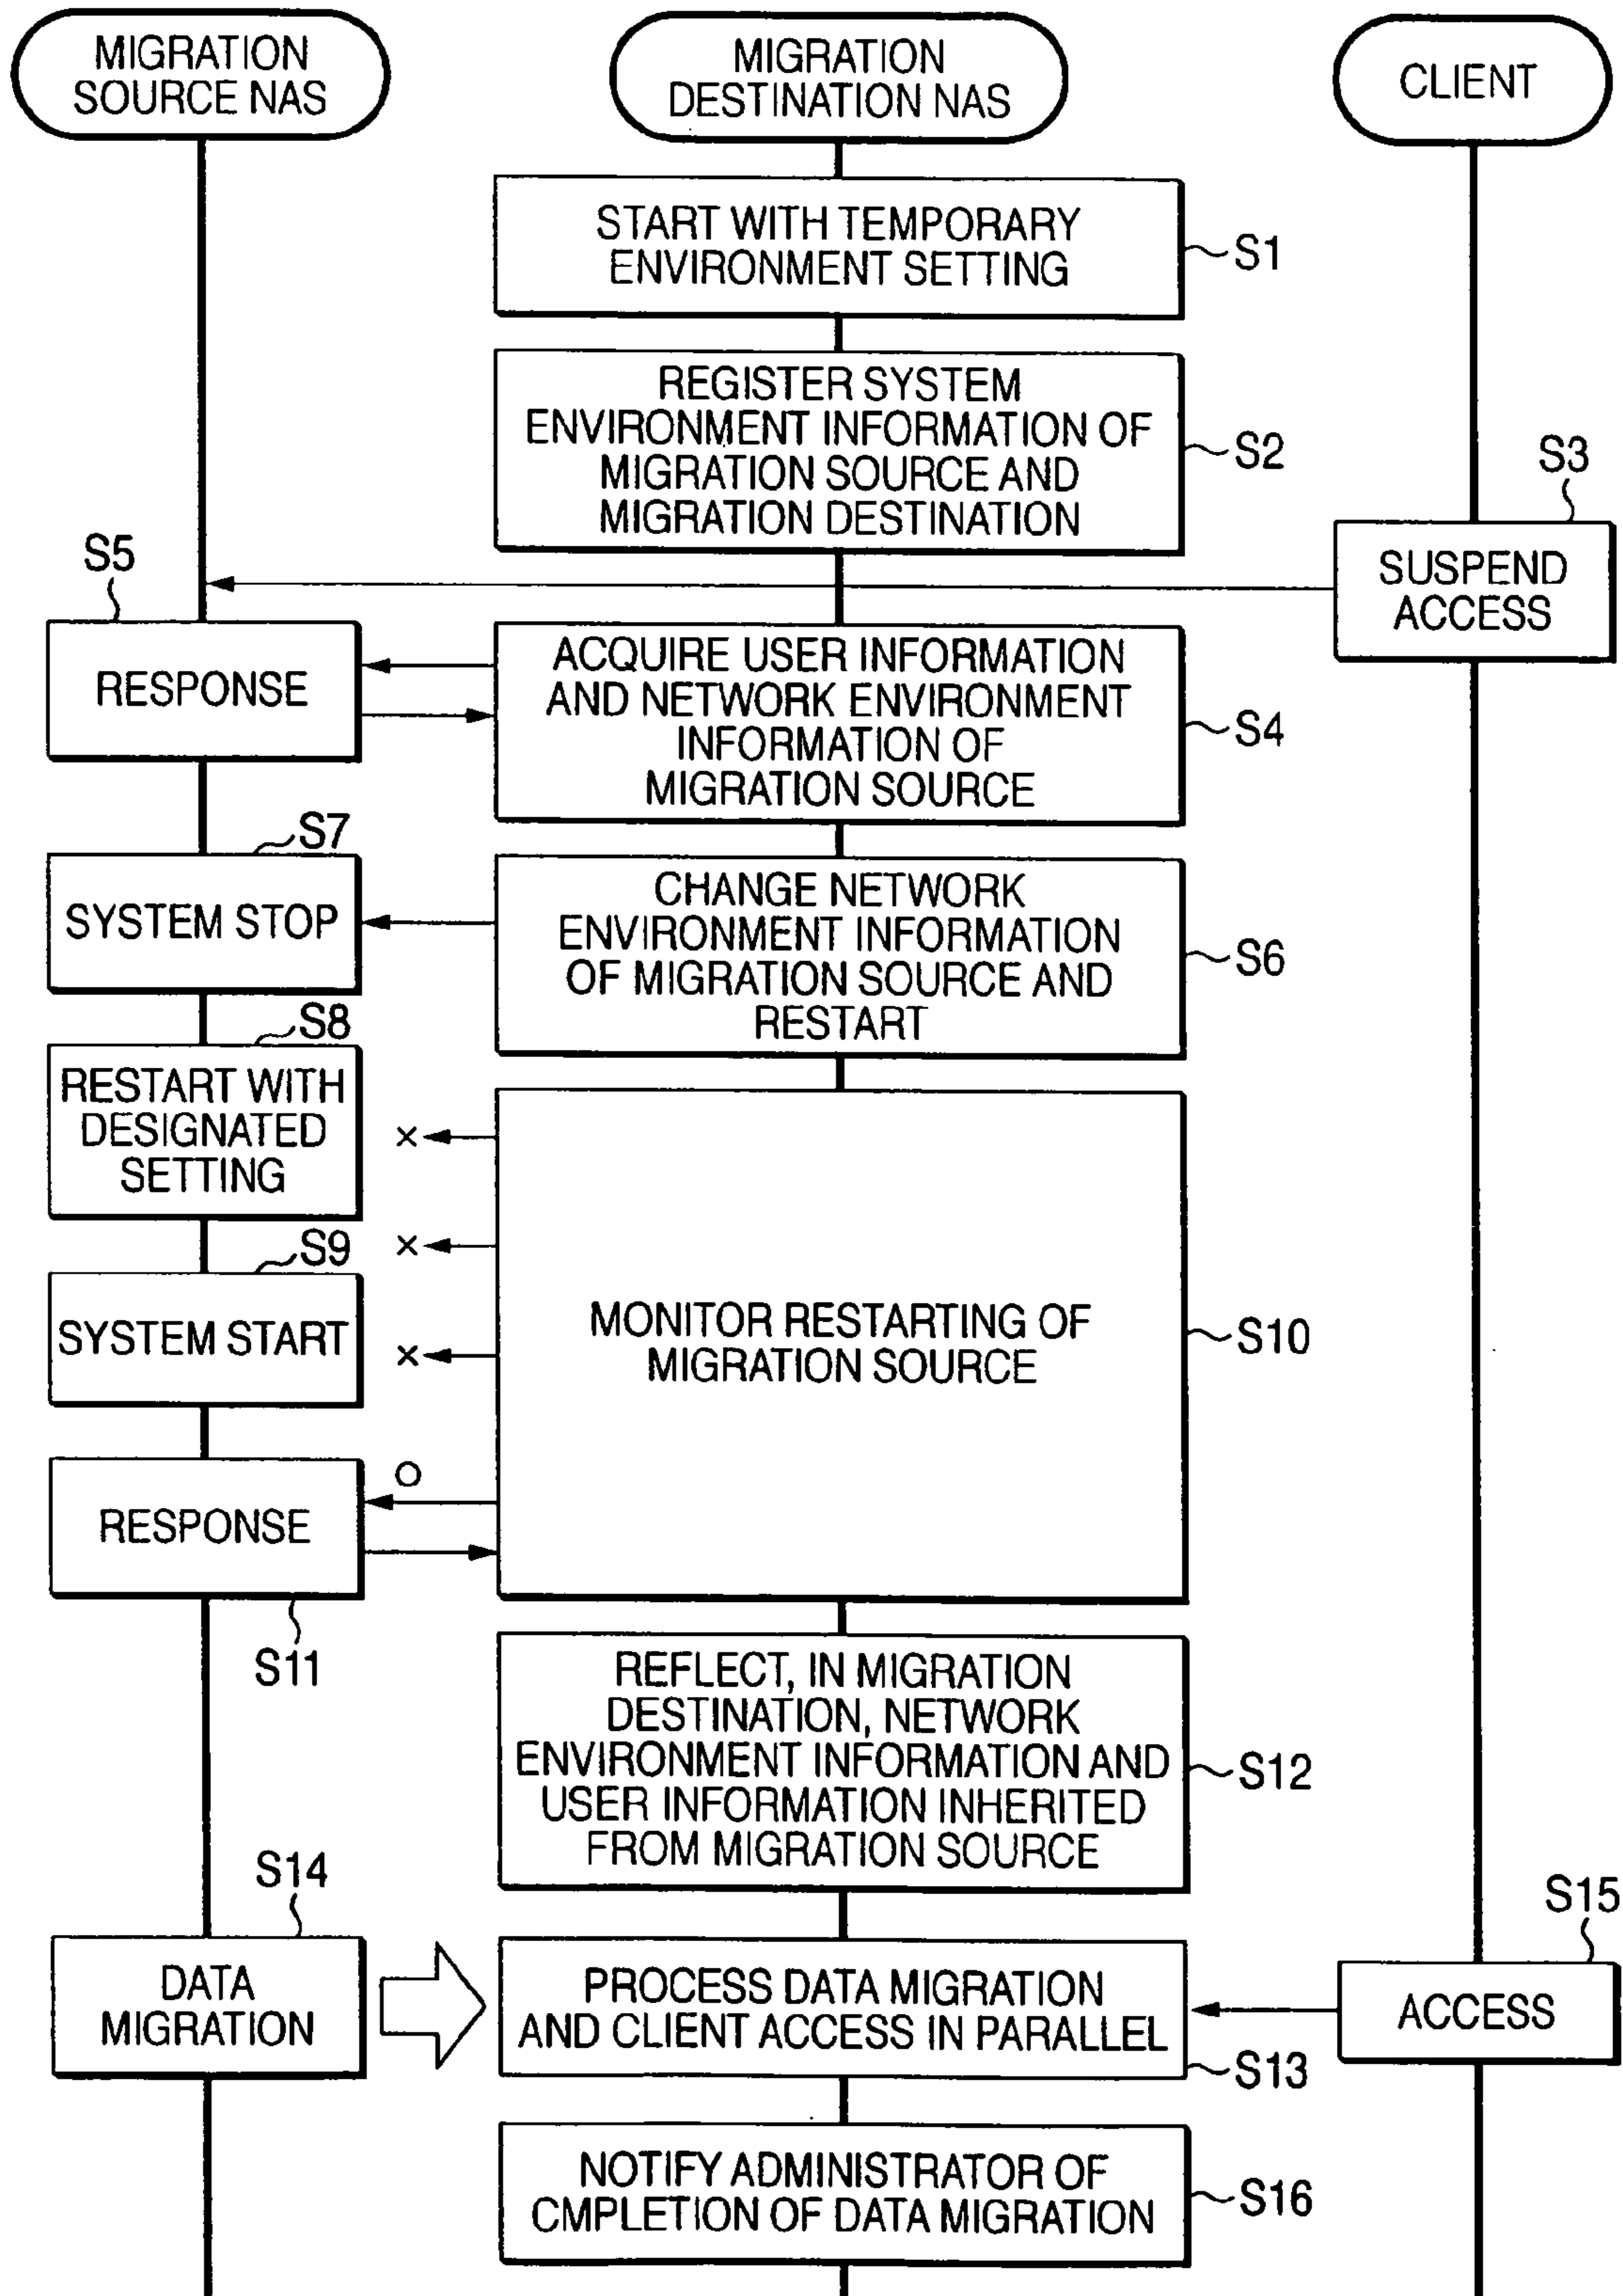 MIGRATION
SOURCE NAS
MIGRATION
DESTINATION NAS
CLIENT
START WITH TEMPORARY
ENVIRONMENT SETTING
S1
REGISTER SYSTEM
ENVIRONMENT INFORMATION OF
MIGRATION SOURCE AND
MIGRATION DESTINATION
S2
S3
SUSPEND
ACCESS
S5
RESPONSE
ACQUIRE USER INFORMATION
AND NETWORK ENVIRONMENT
INFORMATION OF
MIGRATION SOURCE
S4
S7
SYSTEM STOP
CHANGE NETWORK
ENVIRONMENT INFORMATION
OF MIGRATION SOURCE AND
RESTART
S6
S8
RESTART WITH
DESIGNATED
SETTING
×
×
S9
SYSTEM START
×
MONITOR RESTARTING OF
MIGRATION SOURCE
S10
○
RESPONSE
S11
REFLECT, IN MIGRATION
DESTINATION, NETWORK
ENVIRONMENT INFORMATION AND
USER INFORMATION INHERITED
FROM MIGRATION SOURCE
S12
S14
DATA
MIGRATION
PROCESS DATA MIGRATION
AND CLIENT ACCESS IN PARALLEL
S13
S15
ACCESS
NOTIFY ADMINISTRATOR OF
CMPLETION OF DATA MIGRATION
S16